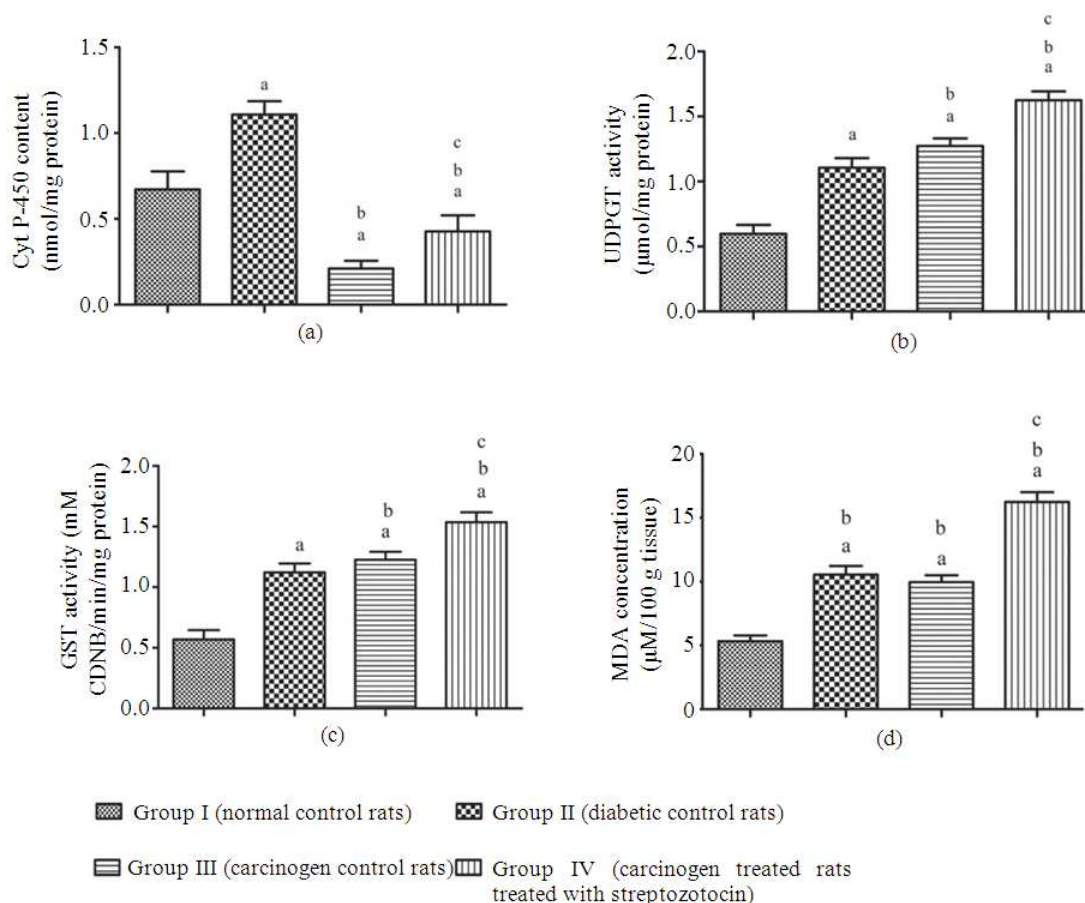 1.5
1.0
0.5
0.0
Cyt P-450 content
(nmol/mg protein)
a
b
a
c
b
a
(a)
2.0
1.5
1.0
0.5
0.0
UDPGT activity
(µmol/mg protein)
a
b
a
c
b
a
(b)
2.0
1.5
1.0
0.5
0.0
GST activity (mM
CDNB/min/mg protein)
a
b
a
c
b
a
(c)
20
15
10
5
0
MDA concentration
(µM/100 g tissue)
b
a
b
a
c
b
a
(d)
Group I (normal control rats)
Group II (diabetic control rats)
Group III (carcinogen control rats)
Group IV (carcinogen treated rats
treated with streptozotocin)